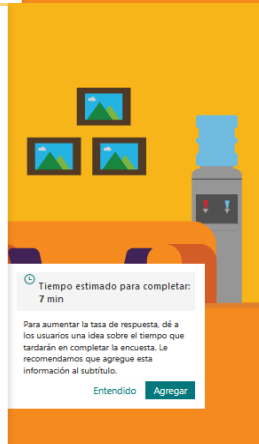 Tiempo estimado para completar:
7 min
Para aumentar la tasa de respuesta, dé a
los usuarios una idea sobre el tiempo que
tardarán en completar la encuesta. Le
recomendamos que agregue esta
información al subtítulo.
Entendido Agregar